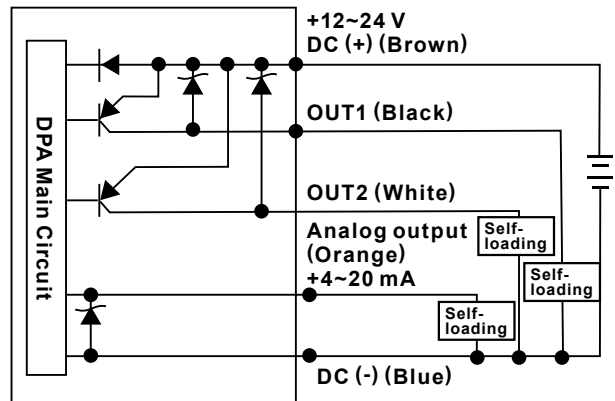 +12~24 V
DC (+) (Brown)
DPA Main Circuit
OUT1 (Black)
OUT2 (White)
Analog output
(Orange)
+4~20 mA
Self-
loading
Self-
loading
Self-
loading
DC (-) (Blue)